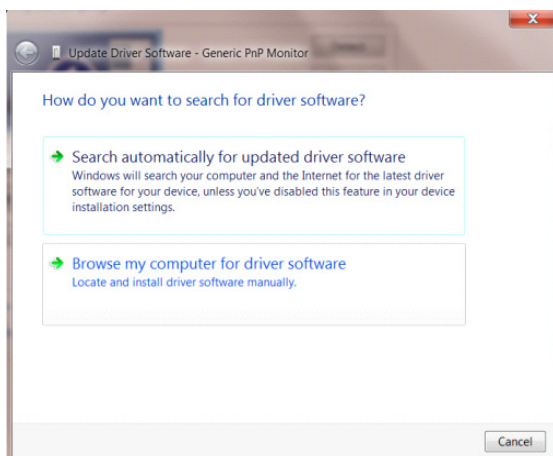 Update Driver Software - Generic PnP Monitor
How do you want to search for driver software?
Search automatically for updated driver software
Windows will search your computer and the Internet for the latest driver
software for your device, unless you've disabled this feature in your device
installation settings.
Browse my computer for driver software
Locate and install driver software manually.
Cancel